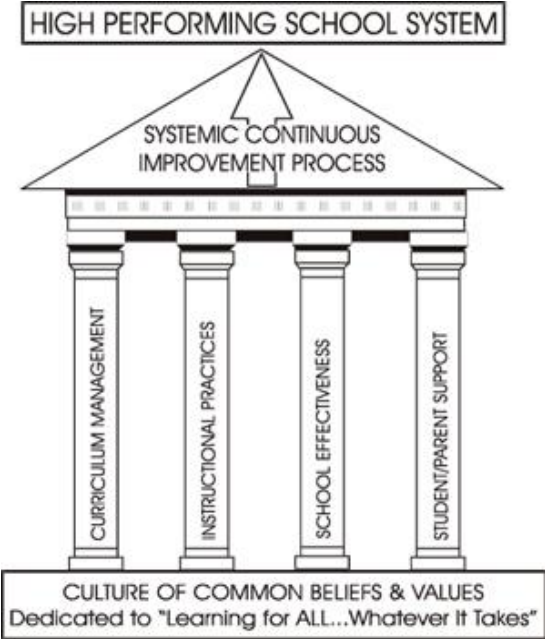 HIGH PERFORMING SCHOOL SYSTEM
SYSTEMIC CONTINUOUS
IMPROVEMENT PROCESS
CURRICULUM MANAGEMENT
INSTRUCTIONAL PRACTICES
SCHOOL EFFECTIVENESS
STUDENT/PARENT SUPPORT
CULTURE OF COMMON BELIEFS & VALUES
Dedicated to "Learning for ALL...Whatever It Takes"